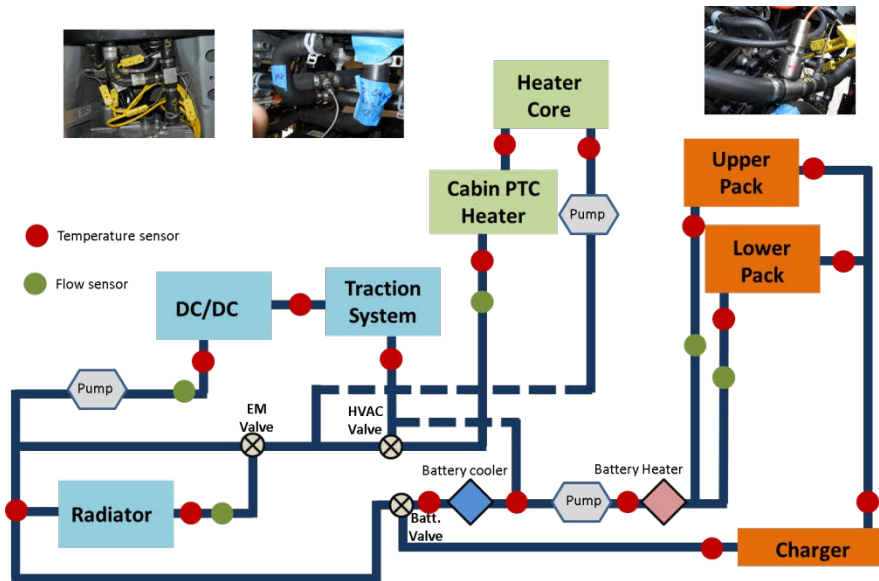 Heater
Core
Upper
Pack
Cabin PTC
Heater
Pump
Temperature sensor
Lower
Pack
Flow sensor
DC/DC
Traction
System
Pump
EM
Valve
HVAC
Valve
Battery cooler
Battery Heater
Radiator
Pump
Batt.
Valve
Charger